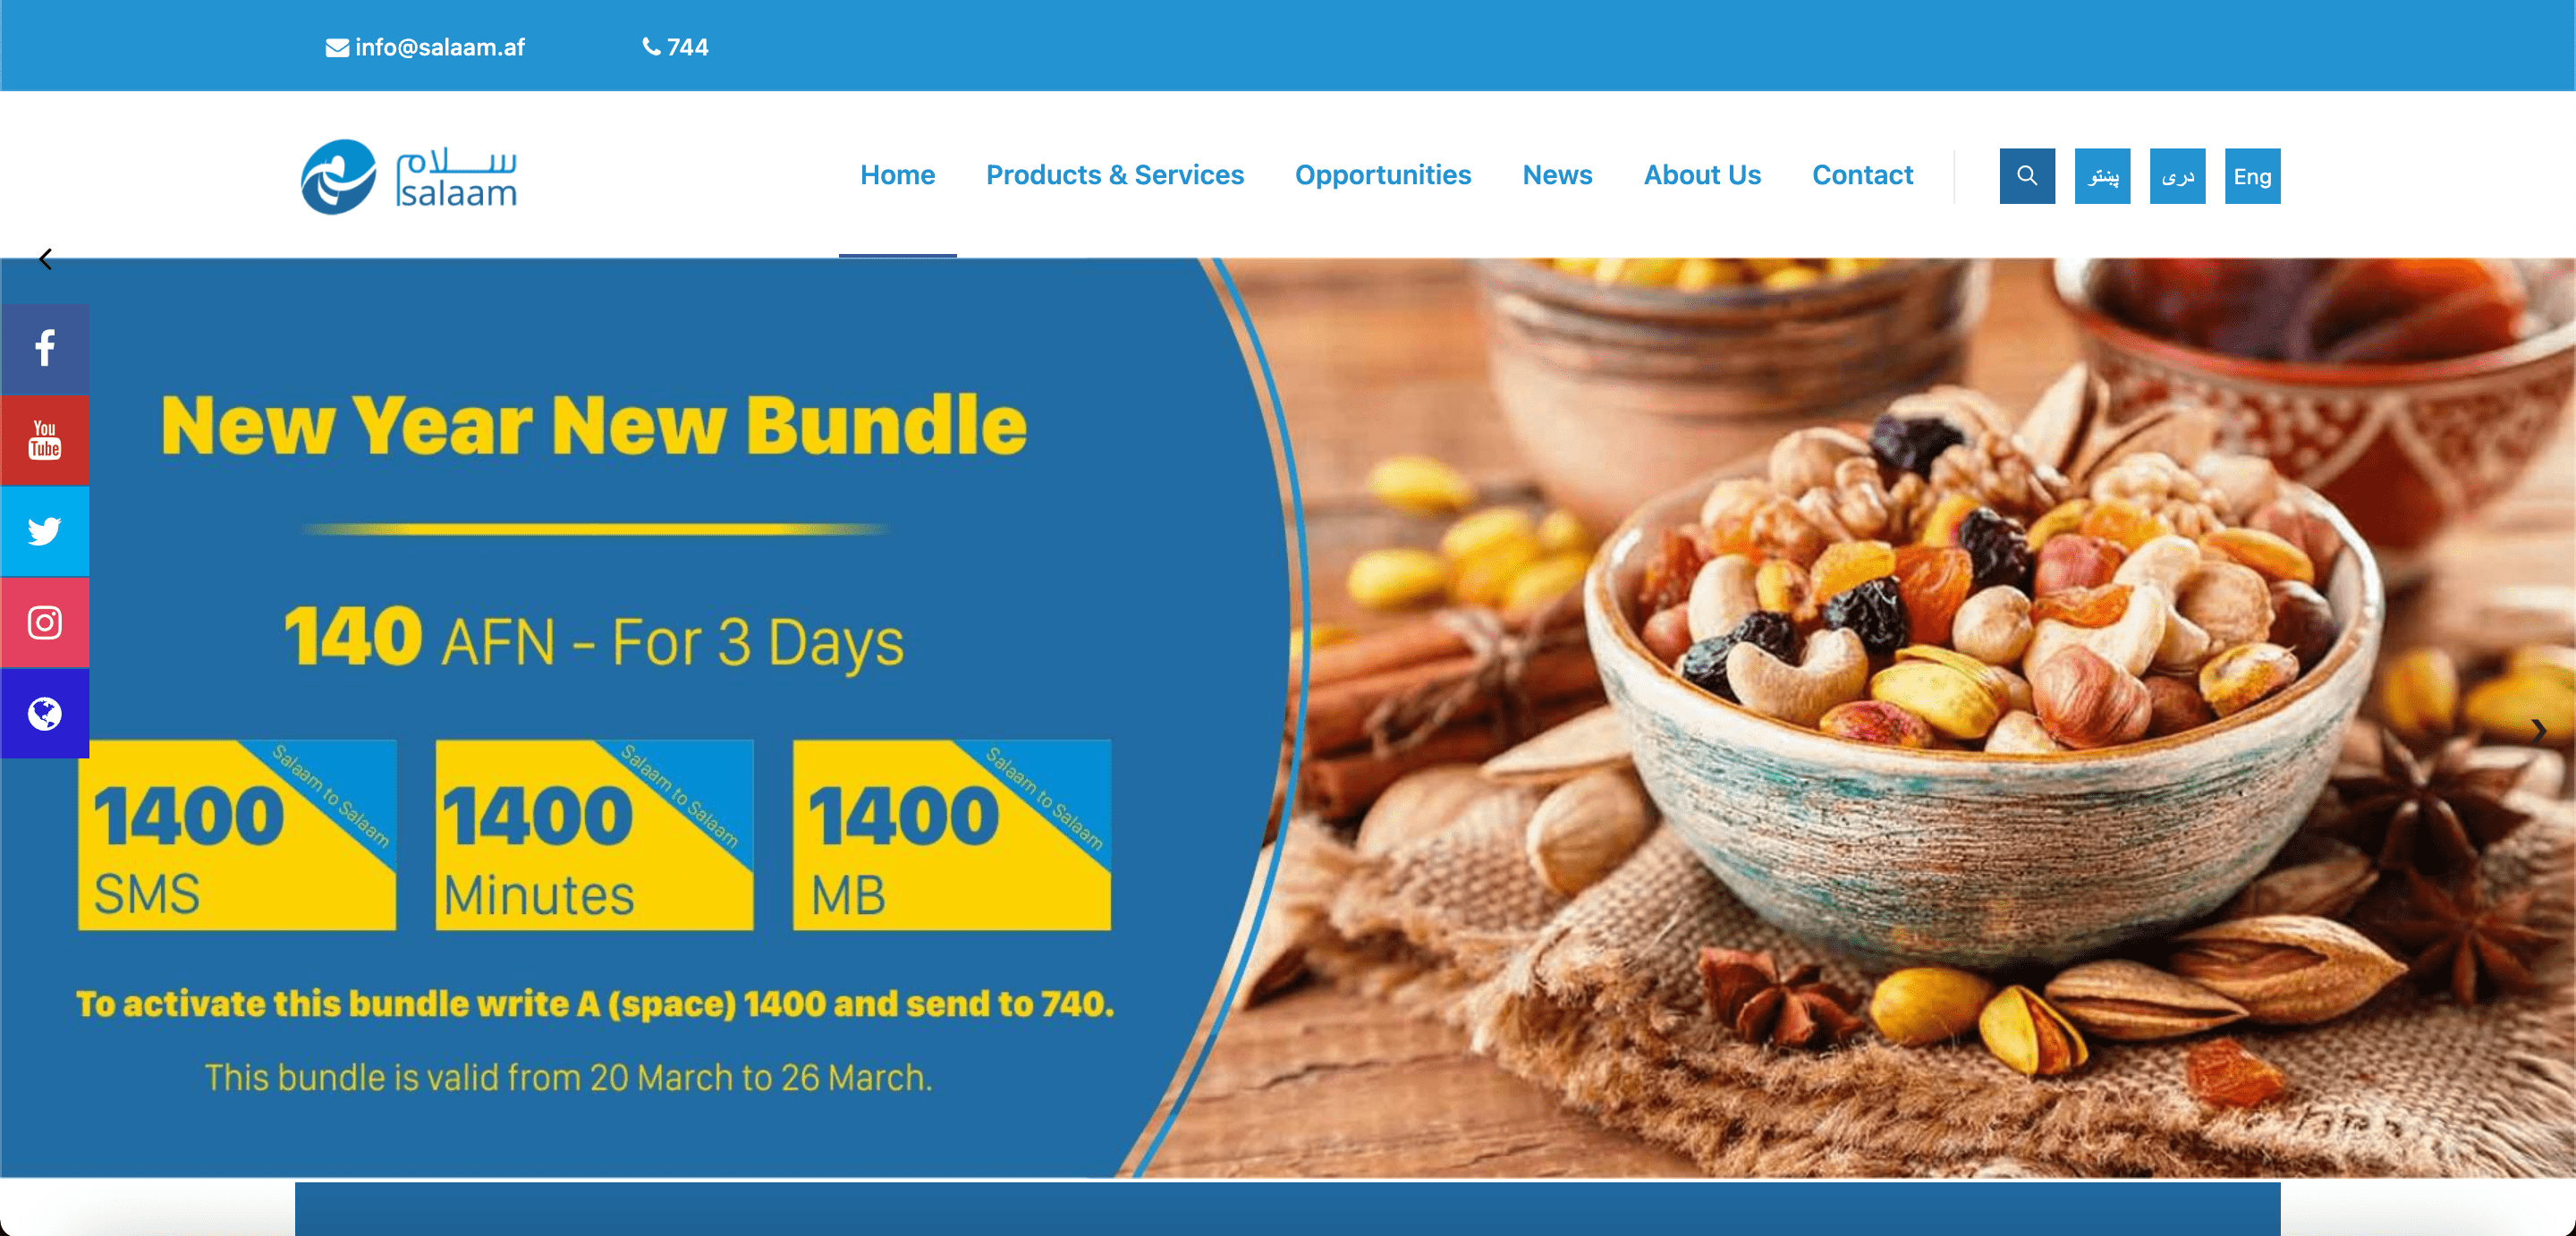 info@salaam.af
744
سلام
salaam
Home
Products & Services
Opportunities
News
About Us
Contact
پښتو
دری
Eng
You
Tube
New Year New Bundle
140 AFN - For 3 Days
Salaam to Salaam
1400
SMS
Salaam to Salaam
1400
Minutes
Salaam to Salaam
1400
MB
To activate this bundle write A (space) 1400 and send to 740.
This bundle is valid from 20 March to 26 March.